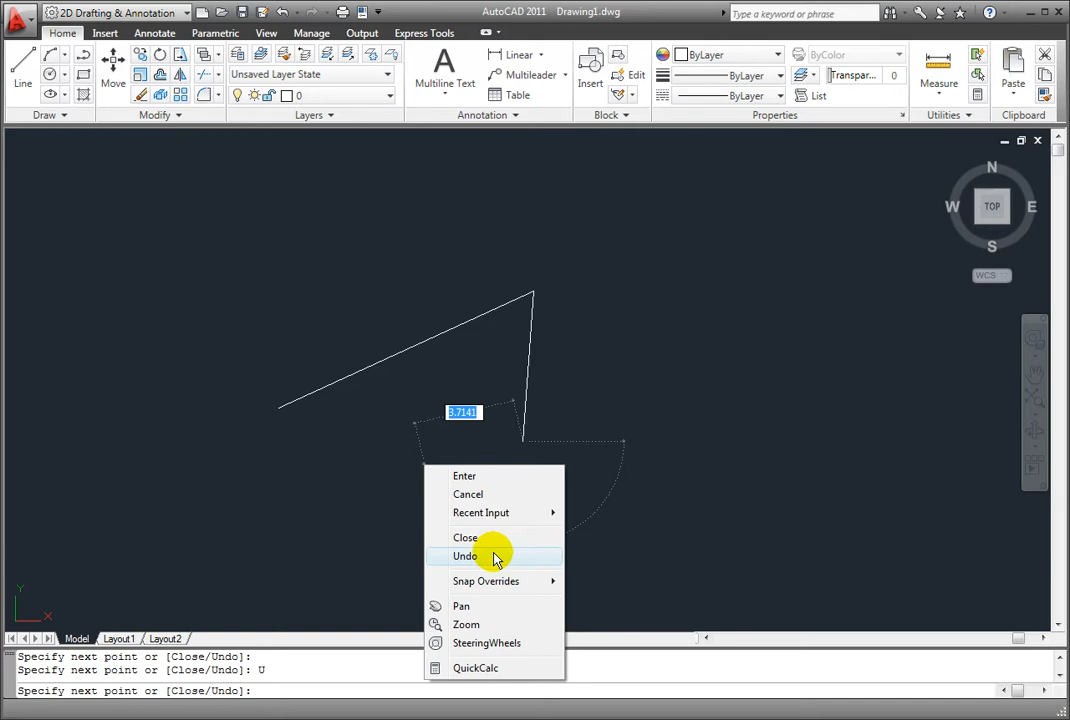 2D Drafting & Annotation
AutoCAD 2011 Drawing1.dwg
Type a keyword or phrase
Home Insert Annotate Parametric View Manage Output Express Tools
Line
Move
Unsaved Layer State
0
Multiline Text
Linear
Multileader
Table
Insert
Edit
ByLayer
ByLayer
ByLayer
ByColor
Transpar... 0
List
Measure
Paste
Draw Modify Layers Annotation Block Properties Utilities Clipboard
N
W TOP E
S
WCS
3.7141
Enter
Cancel
Recent Input
Close
Undo
Snap Overrides
Pan
Zoom
SteeringWheels
QuickCalc
Y
X
Model Layout1 Layout2
Specify next point or [Close/Undo]:
Specify next point or [Close/Undo]: U
Specify next point or [Close/Undo]: